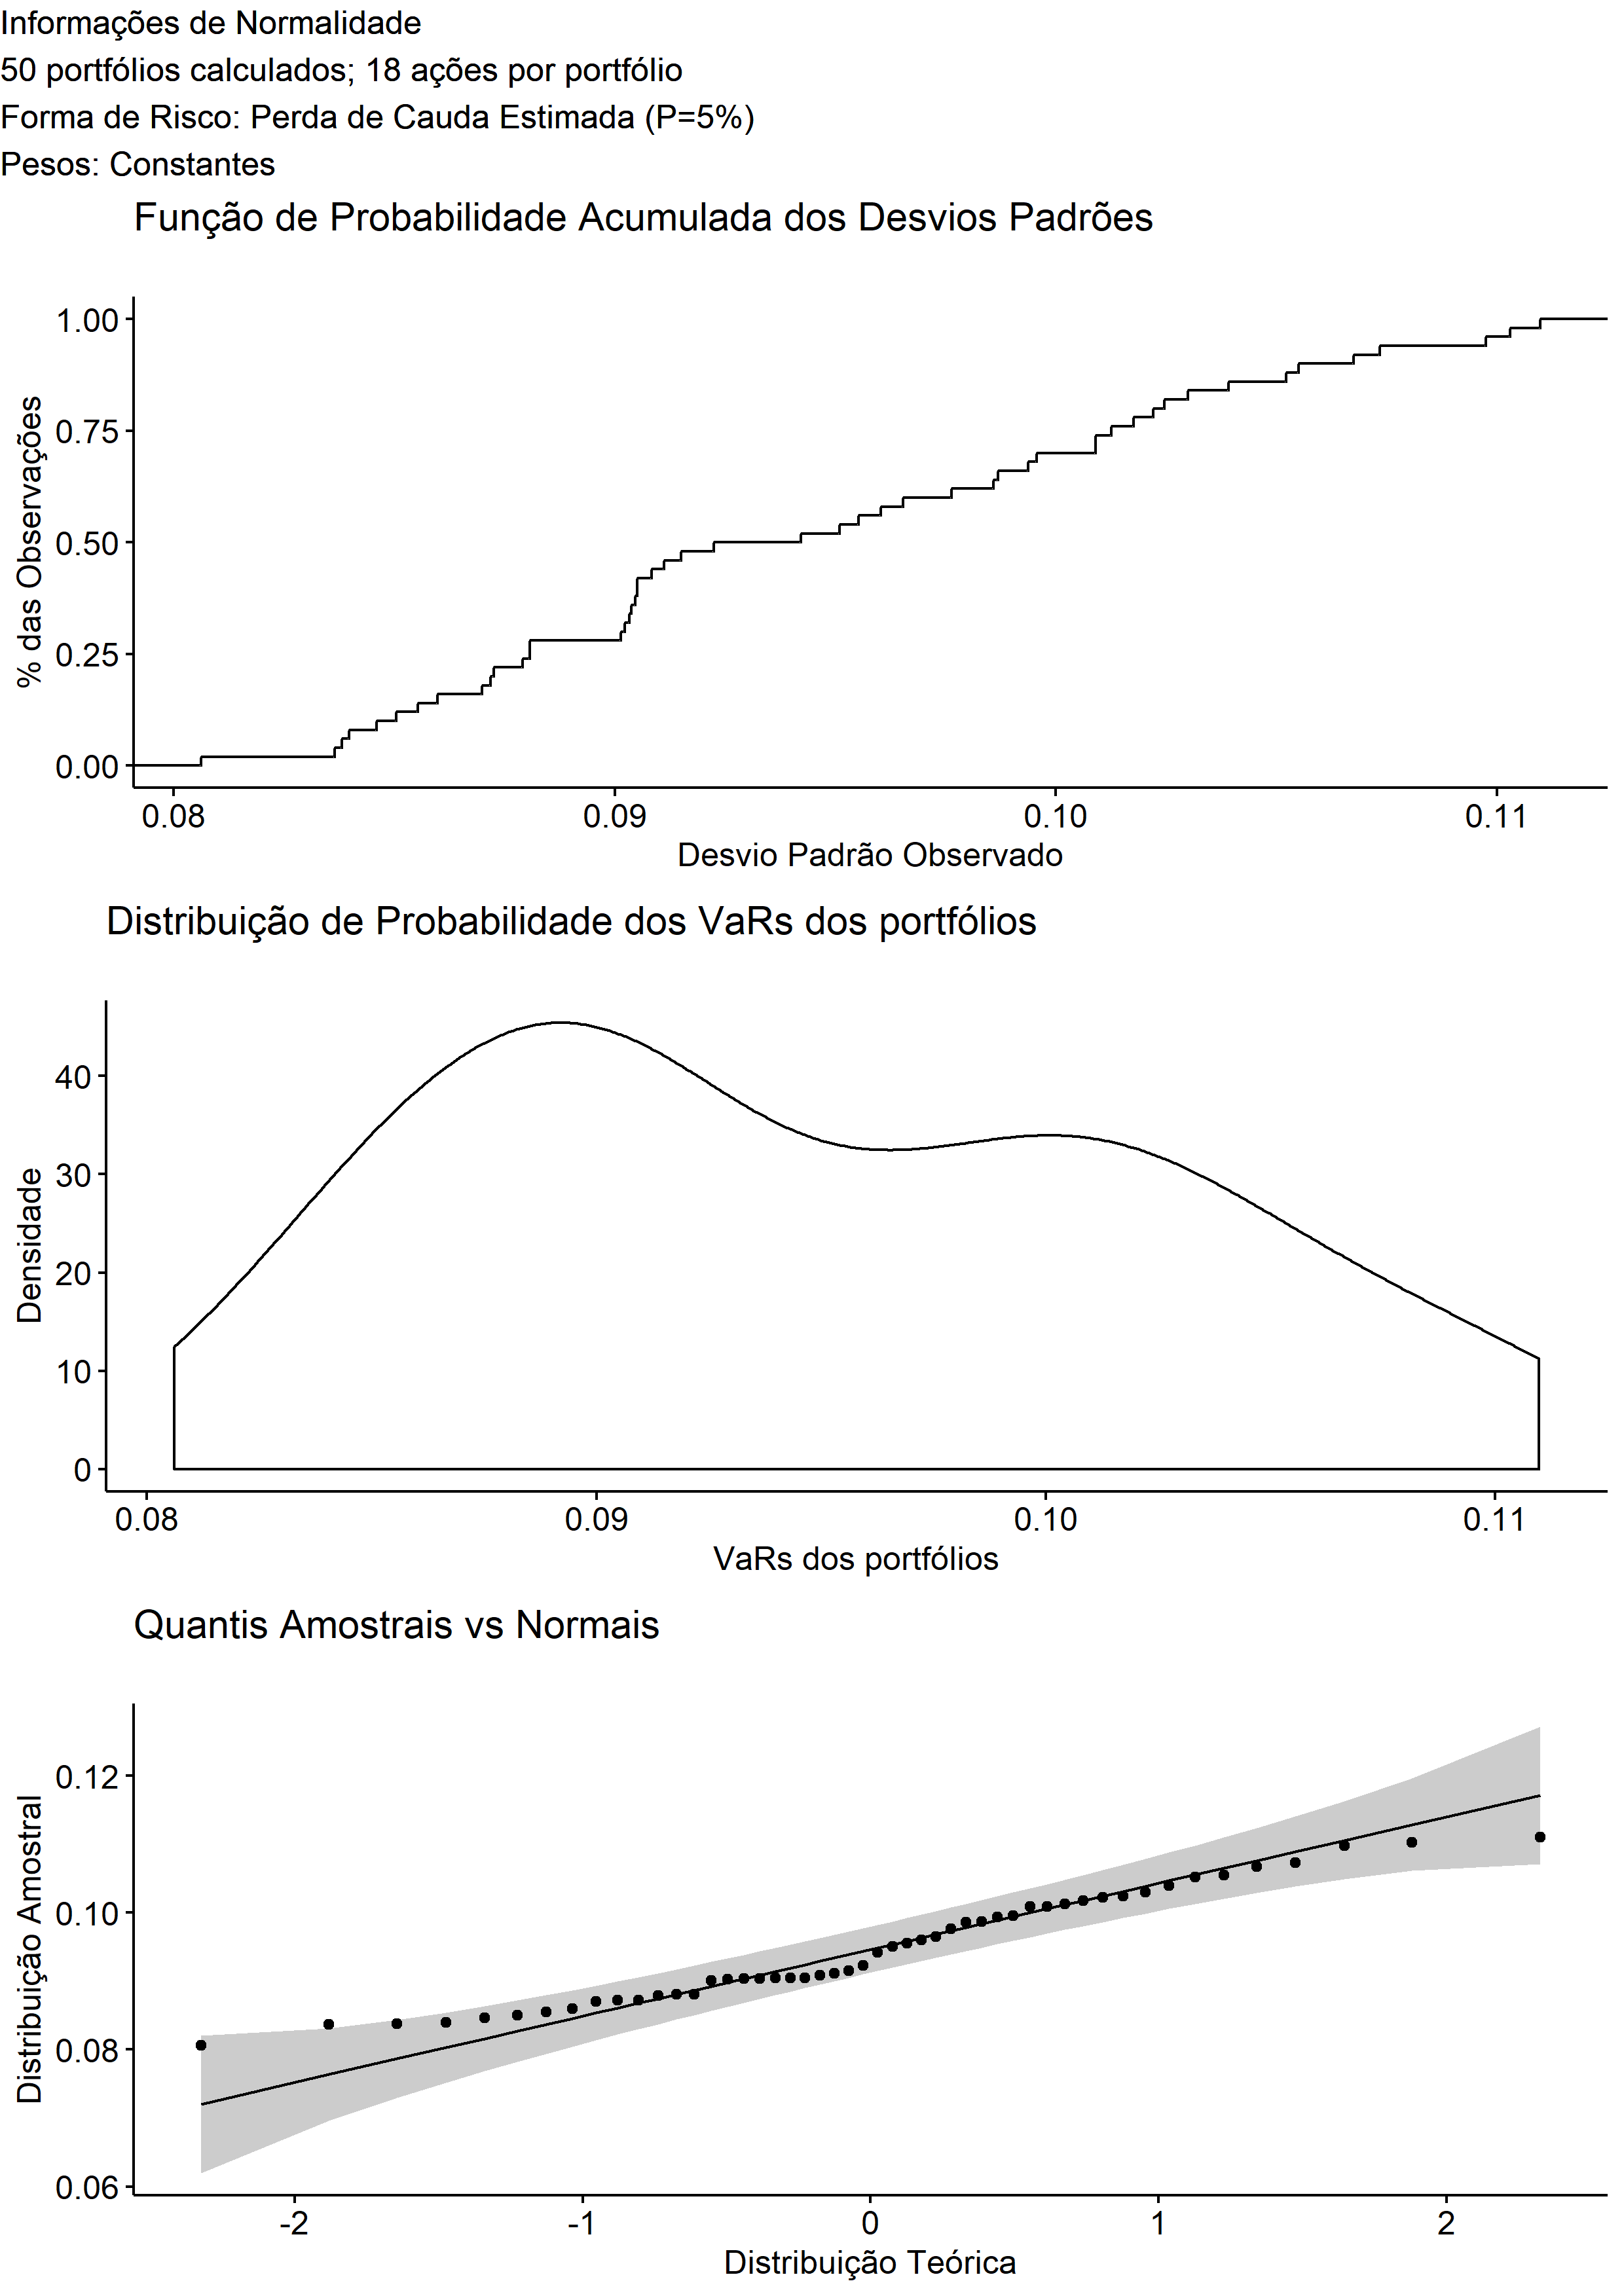 Informações de Normalidade
50 portfólios calculados; 18 ações por portfólio
Forma de Risco: Perda de Cauda Estimada (P=5%)
Pesos: Constantes
Função de Probabilidade Acumulada dos Desvios Padrões
% das Observações
1.00
0.75
0.50
0.25
0.00
0.08 0.09 0.10 0.11
Desvio Padrão Observado
Distribuição de Probabilidade dos VaRs dos portfólios
Densidade
40
30
20
10
0
0.08 0.09 0.10 0.11
VaRs dos portfólios
Quantis Amostrais vs Normais
Distribuição Amostral
0.12
0.10
0.08
0.06
-2 -1 0 1 2
Distribuição Teórica